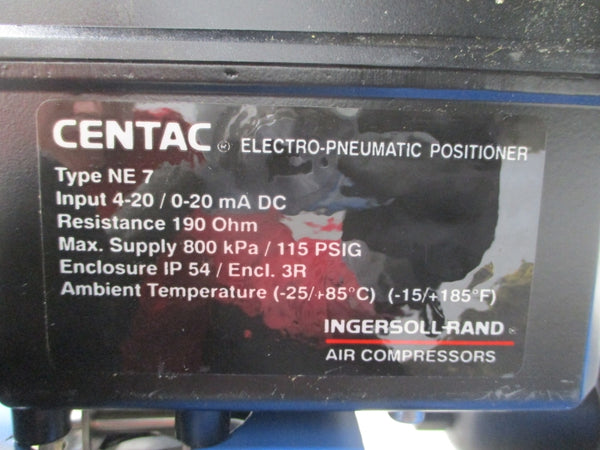 CENTAC ® ELECTRO-PNEUMATIC POSITIONER
Type NE 7
Input 4-20 / 0-20 mA DC
Resistance 190 Ohm
Max. Supply 800 kPa / 115 PSIG
Enclosure IP 54 / Encl. 3R
Ambient Temperature (-25/+85°C) (-15/+185°F)
INGERSOLL-RAND ®
AIR COMPRESSORS